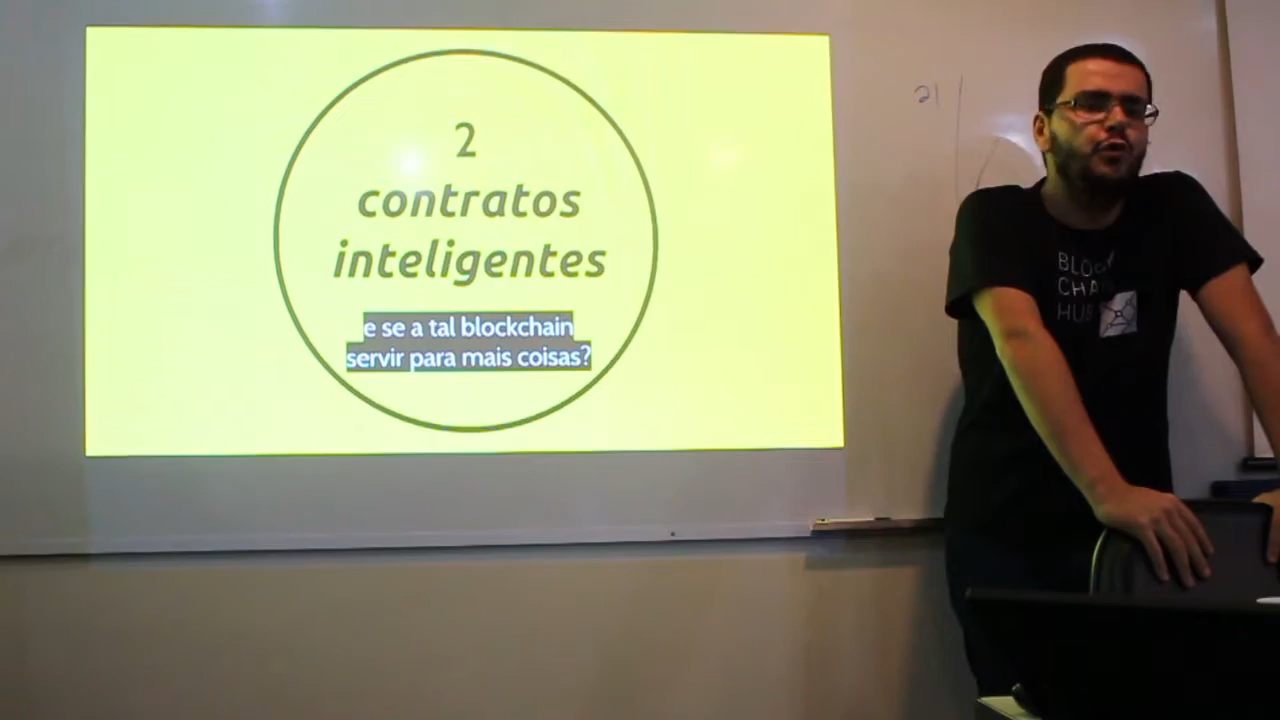 2
contratos
inteligentes
e se a tal blockchain
servir para mais coisas?
21
BLOCK
CHAIN
HUB